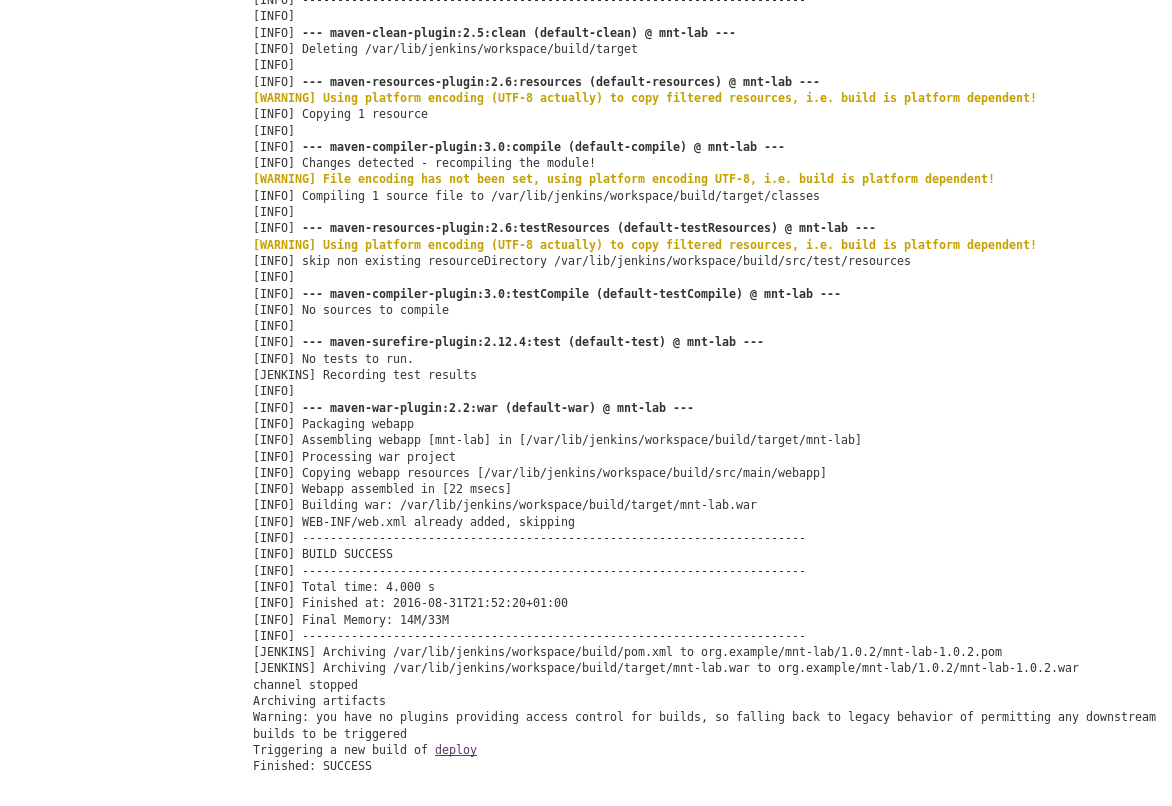 [INFO] ------------------------------------------------------------------------
[INFO]
[INFO] --- maven-clean-plugin:2.5:clean (default-clean) @ mnt-lab ---
[INFO] Deleting /var/lib/jenkins/workspace/build/target
[INFO]
[INFO] --- maven-resources-plugin:2.6:resources (default-resources) @ mnt-lab ---
[WARNING] Using platform encoding (UTF-8 actually) to copy filtered resources, i.e. build is platform dependent!
[INFO] Copying 1 resource
[INFO]
[INFO] --- maven-compiler-plugin:3.0:compile (default-compile) @ mnt-lab ---
[INFO] Changes detected - recompiling the module!
[WARNING] File encoding has not been set, using platform encoding UTF-8, i.e. build is platform dependent!
[INFO] Compiling 1 source file to /var/lib/jenkins/workspace/build/target/classes
[INFO]
[INFO] --- maven-resources-plugin:2.6:testResources (default-testResources) @ mnt-lab ---
[WARNING] Using platform encoding (UTF-8 actually) to copy filtered resources, i.e. build is platform dependent!
[INFO] skip non existing resourceDirectory /var/lib/jenkins/workspace/build/src/test/resources
[INFO]
[INFO] --- maven-compiler-plugin:3.0:testCompile (default-testCompile) @ mnt-lab ---
[INFO] No sources to compile
[INFO]
[INFO] --- maven-surefire-plugin:2.12.4:test (default-test) @ mnt-lab ---
[INFO] No tests to run.
[JENKINS] Recording test results
[INFO]
[INFO] --- maven-war-plugin:2.2:war (default-war) @ mnt-lab ---
[INFO] Packaging webapp
[INFO] Assembling webapp [mnt-lab] in [/var/lib/jenkins/workspace/build/target/mnt-lab]
[INFO] Processing war project
[INFO] Copying webapp resources [/var/lib/jenkins/workspace/build/src/main/webapp]
[INFO] Webapp assembled in [22 msecs]
[INFO] Building war: /var/lib/jenkins/workspace/build/target/mnt-lab.war
[INFO] WEB-INF/web.xml already added, skipping
[INFO] ------------------------------------------------------------------------
[INFO] BUILD SUCCESS
[INFO] ------------------------------------------------------------------------
[INFO] Total time: 4.000 s
[INFO] Finished at: 2016-08-31T21:52:20+01:00
[INFO] Final Memory: 14M/33M
[INFO] ------------------------------------------------------------------------
[JENKINS] Archiving /var/lib/jenkins/workspace/build/pom.xml to org.example/mnt-lab/1.0.2/mnt-lab-1.0.2.pom
[JENKINS] Archiving /var/lib/jenkins/workspace/build/target/mnt-lab.war to org.example/mnt-lab/1.0.2/mnt-lab-1.0.2.war
channel stopped
Archiving artifacts
Warning: you have no plugins providing access control for builds, so falling back to legacy behavior of permitting any downstream
builds to be triggered
Triggering a new build of deploy
Finished: SUCCESS